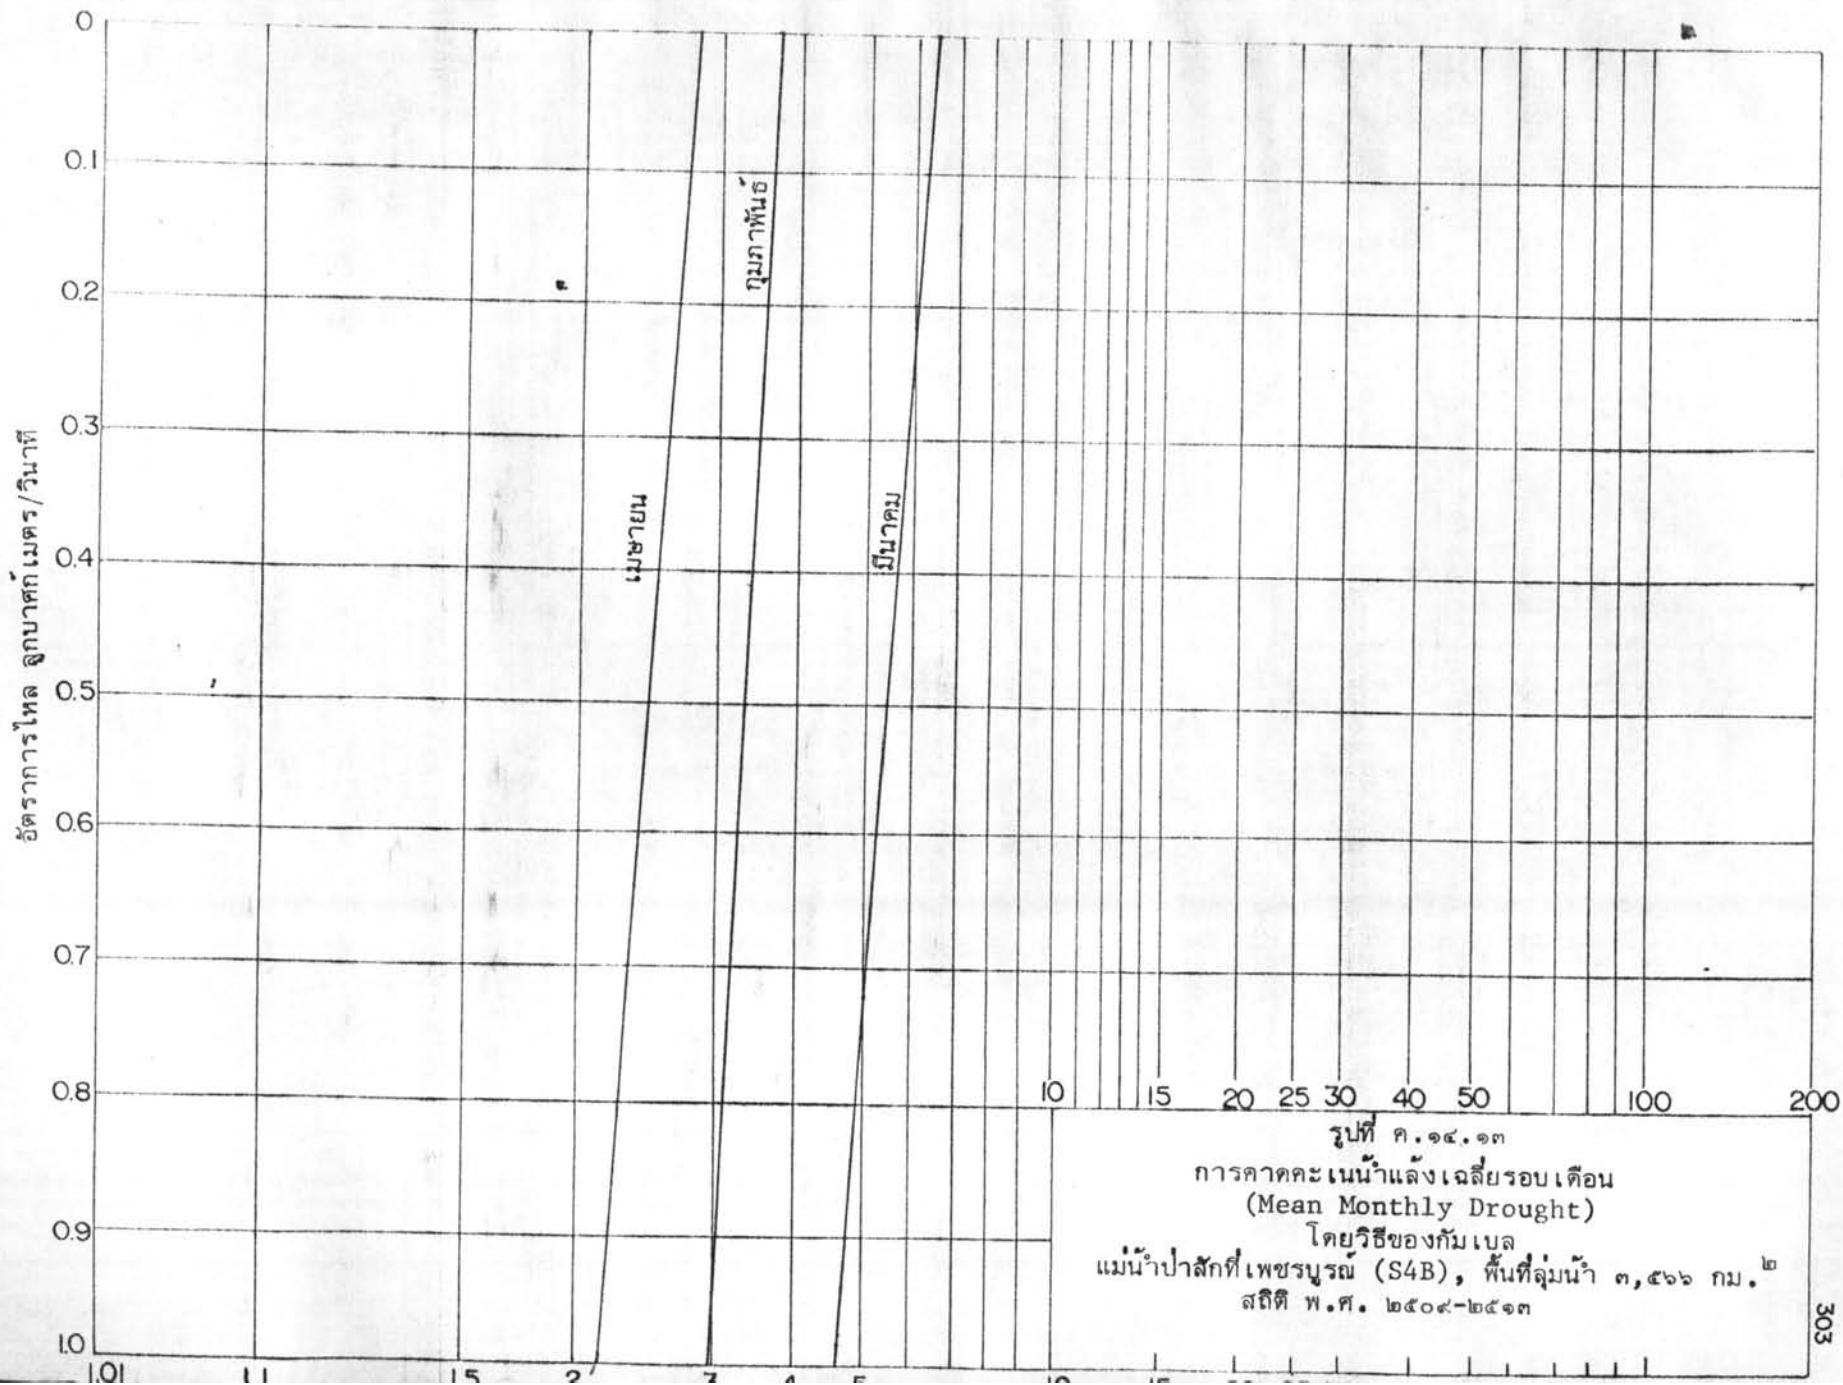 0
0.1
0.2
0.3
0.4
0.5
0.6
0.7
0.8
0.9
1.0
อัตราการไหล ลูกบาศก์เมตร/วินาที
เมษายน
กุมภาพันธ์
มีนาคม
10 15 20 25 30 40 50 100 200
รูปที่ ค.๑๔.๑๓
การคาดคะเนน้ำแล้งเฉลี่ยรอบเดือน
(Mean Monthly Drought)
โดยวิธีของกัมเบล
แม่น้ำป่าสักที่เพชรบูรณ์ (S4B), พื้นที่ลุ่มน้ำ ๓,๕๖๖ กม.๒
สถิติ พ.ศ. ๒๕๐๙-๒๕๑๓
303
1.01 1.1 1.5 2 3 4 5 10 15